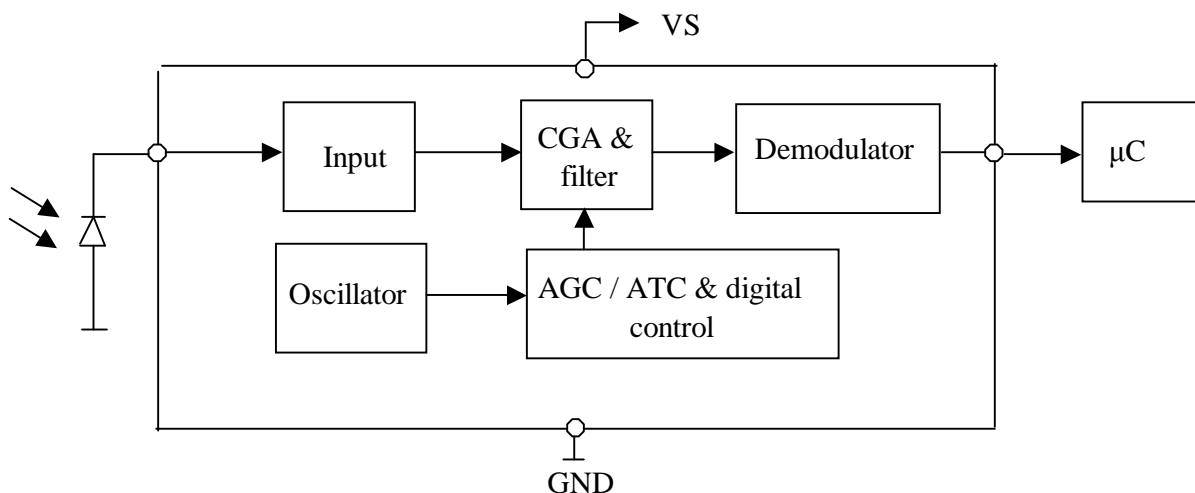 VS
Input
CGA &
filter
Demodulator
μC
Oscillator
AGC / ATC & digital
control
GND